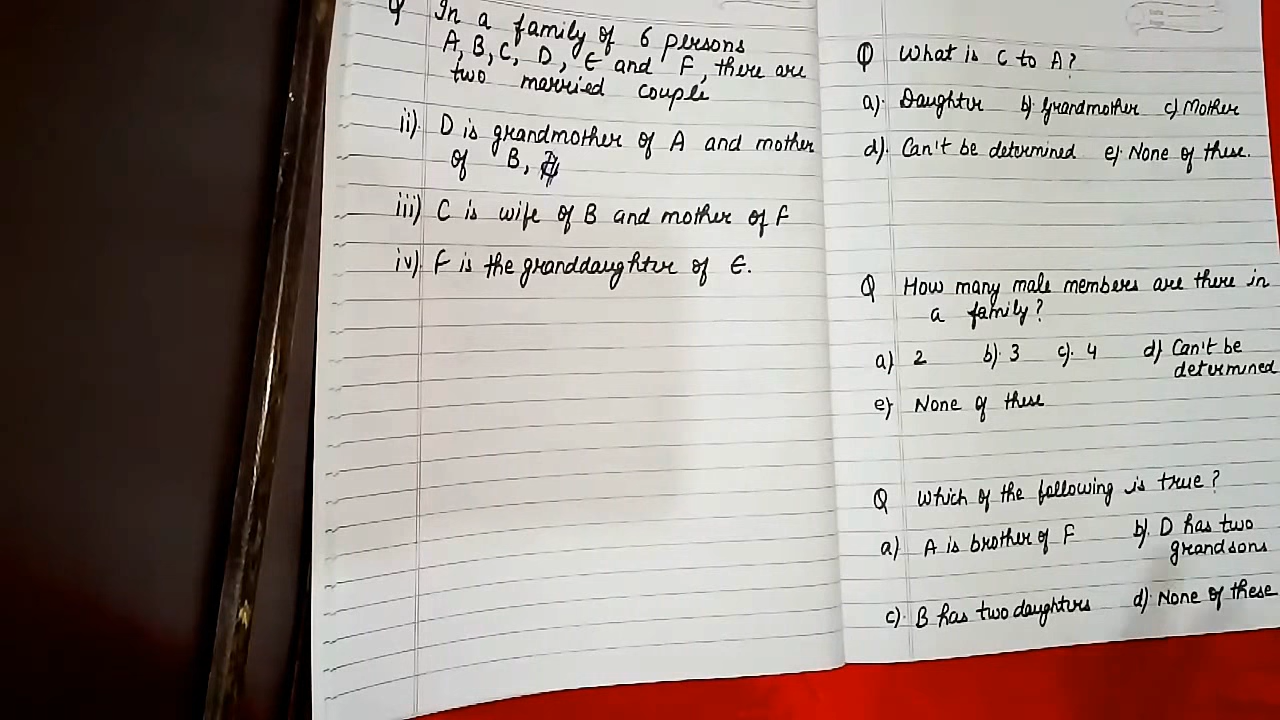 Q In a family of 6 persons
A, B, C, D, E and F, there are
two married couple
ii). D is grandmother of A and mother
of B,
iii) C is wife of B and mother of F
iv) F is the granddaughter of E.
Q What is C to A?
a). Daughter b) Grandmother c) Mother
d). Can't be determined e) None of these.
Q How many male members are there in
a family?
a) 2 b). 3 c). 4 d) Can't be
determined
e) None of these
Q Which of the following is true?
a) A is brother of F b). D has two
grandsons
c). B has two daughters d). None of these